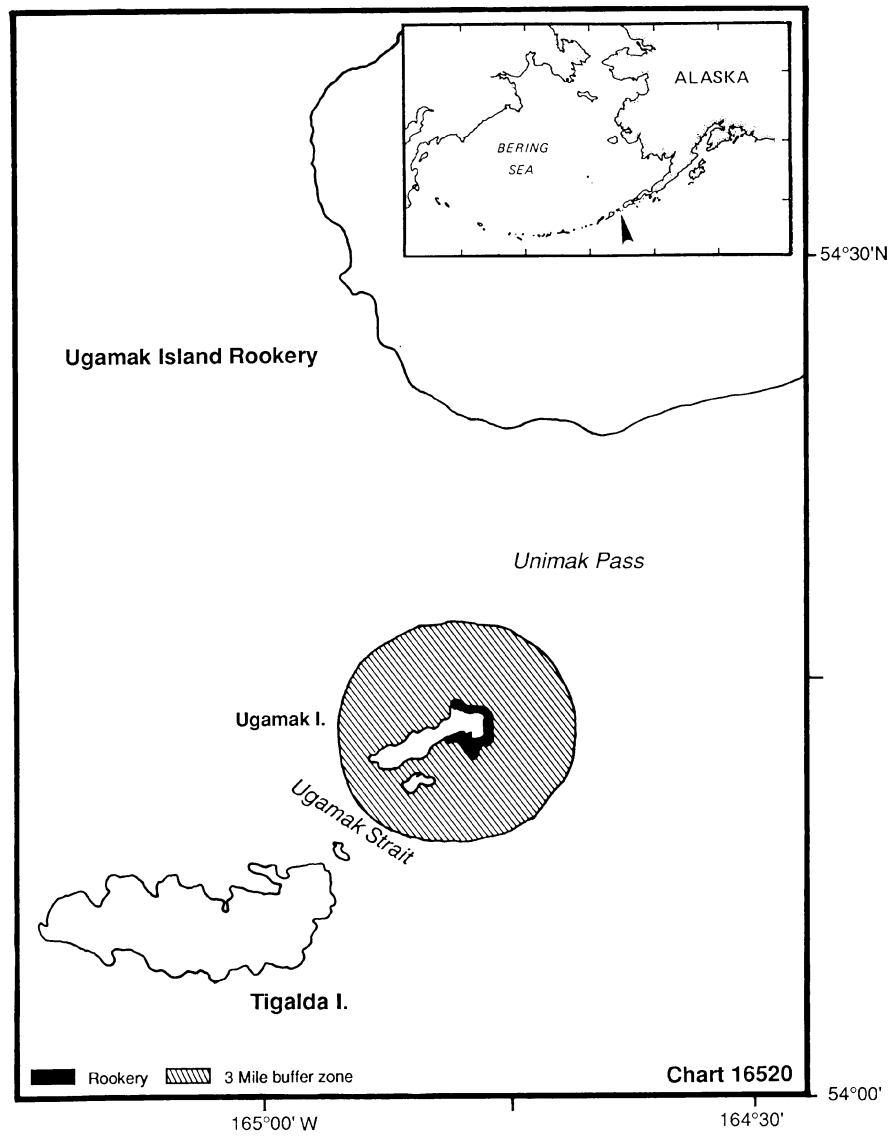 ALASKA
BERING
SEA
54°30'N
Ugamak Island Rookery
Unimak Pass
Ugamak I.
Ugamak Strait
Tigalda I.
Rookery
3 Mile buffer zone
Chart 16520
54°00'
165°00' W
164°30'